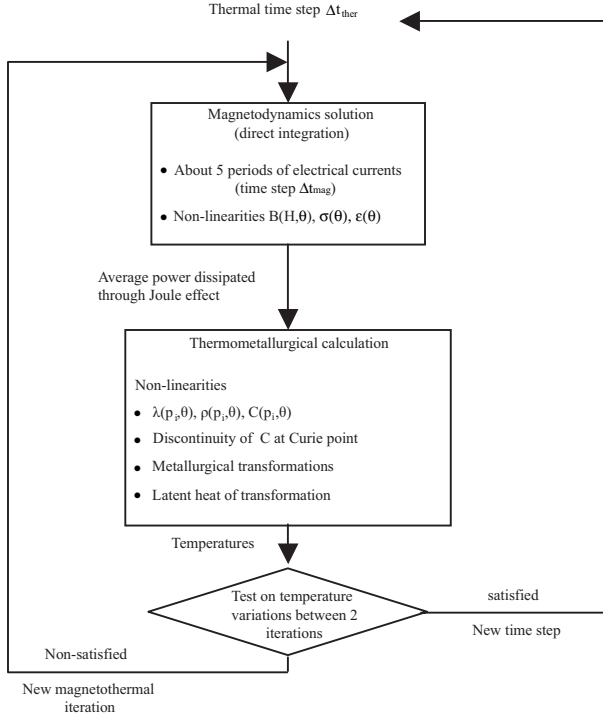 Thermal time step Δt_ther
Magnetodynamics solution
(direct integration)
• About 5 periods of electrical currents
(time step Δt_mag)
• Non-linearities B(H,θ), σ(θ), ε(θ)
Average power dissipated
through Joule effect
Thermometallurgical calculation
Non-linearities
• λ(p_i,θ), ρ(p_i,θ), C(p_i,θ)
• Discontinuity of C at Curie point
• Metallurgical transformations
• Latent heat of transformation
Temperatures
Test on temperature
variations between 2
iterations
satisfied
New time step
Non-satisfied
New magnetothermal
iteration